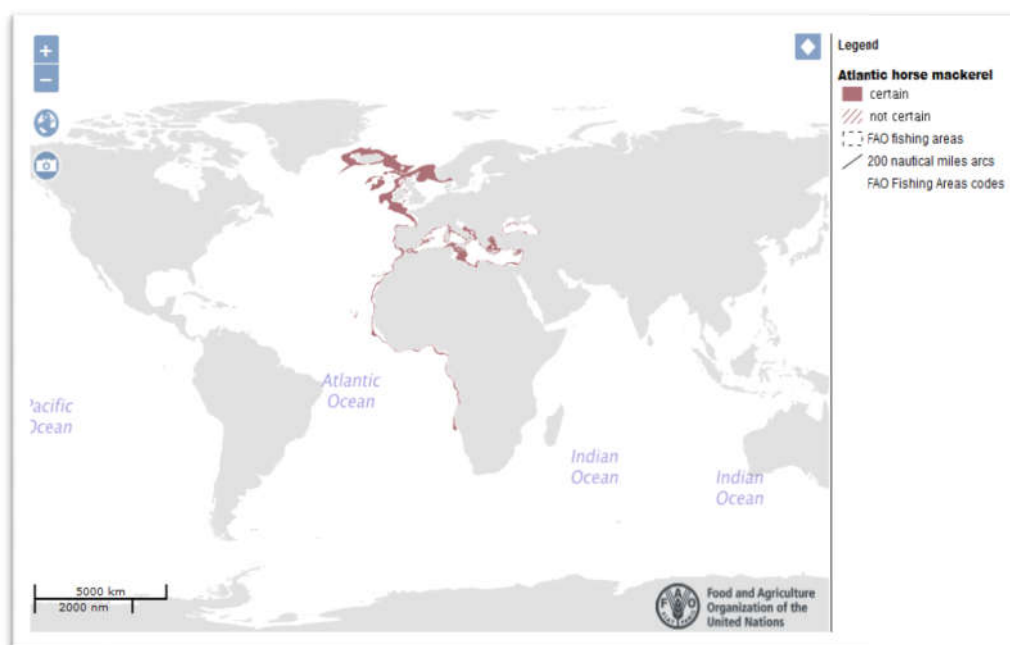 +
−
Legend
Atlantic horse mackerel
certain
not certain
FAO fishing areas
200 nautical miles arcs
FAO Fishing Areas codes
Atlantic
Ocean
Pacific
Ocean
Indian
Ocean
Indian
Ocean
5000 km
2000 nm
Food and Agriculture
Organization of the
United Nations